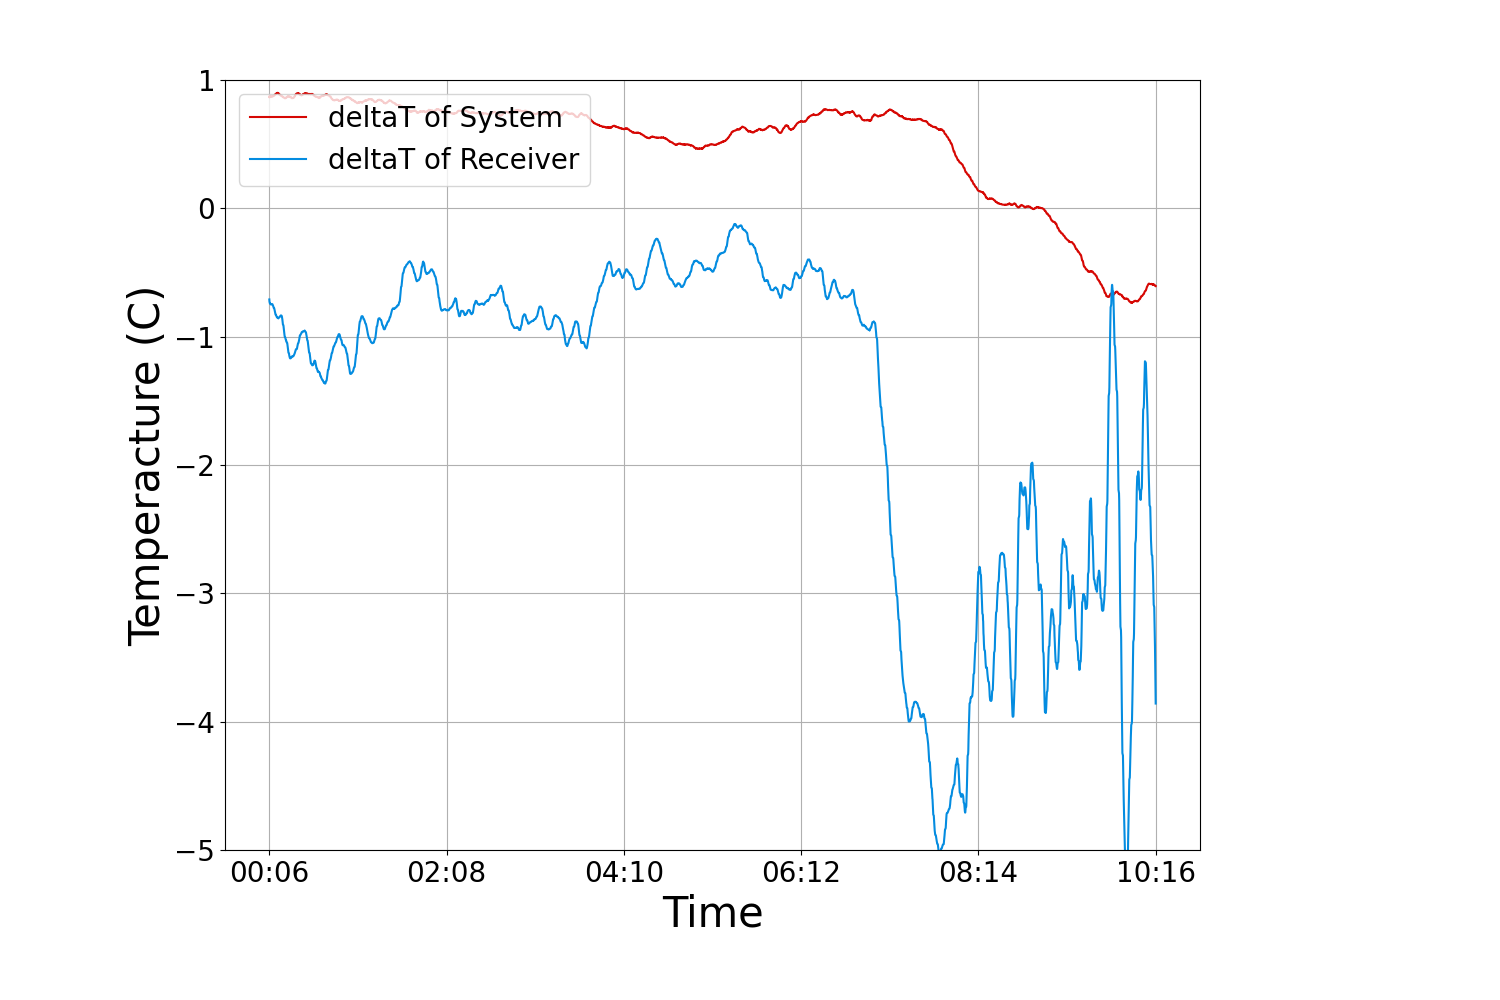 1
deltaT of System
deltaT of Receiver
0
−1
−2
−3
−4
−5
Temperacture (C)
00:06 02:08 04:10 06:12 08:14 10:16
Time